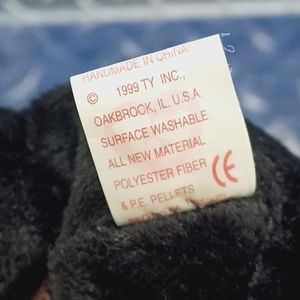 HANDMADE IN CHINA
© 1999 TY INC.,
OAKBROOK, IL. U.S.A.
SURFACE WASHABLE
ALL NEW MATERIAL
POLYESTER FIBER
& P.E. PELLETS
CE